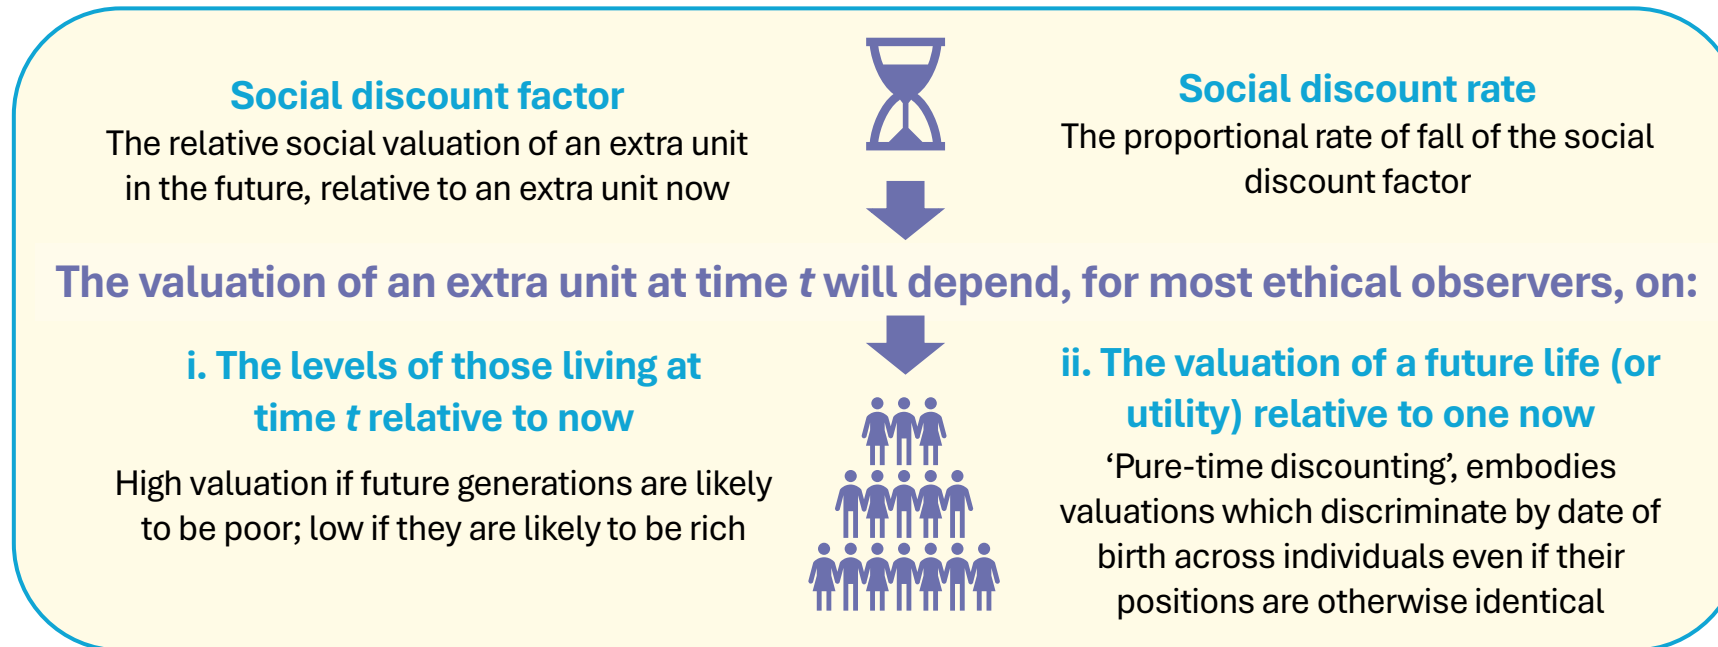 Social discount factor
The relative social valuation of an extra unit
in the future, relative to an extra unit now
Social discount rate
The proportional rate of fall of the social
discount factor
The valuation of an extra unit at time t will depend, for most ethical observers, on:
i. The levels of those living at
time t relative to now
High valuation if future generations are likely
to be poor; low if they are likely to be rich
ii. The valuation of a future life (or
utility) relative to one now
‘Pure-time discounting’, embodies
valuations which discriminate by date of
birth across individuals even if their
positions are otherwise identical